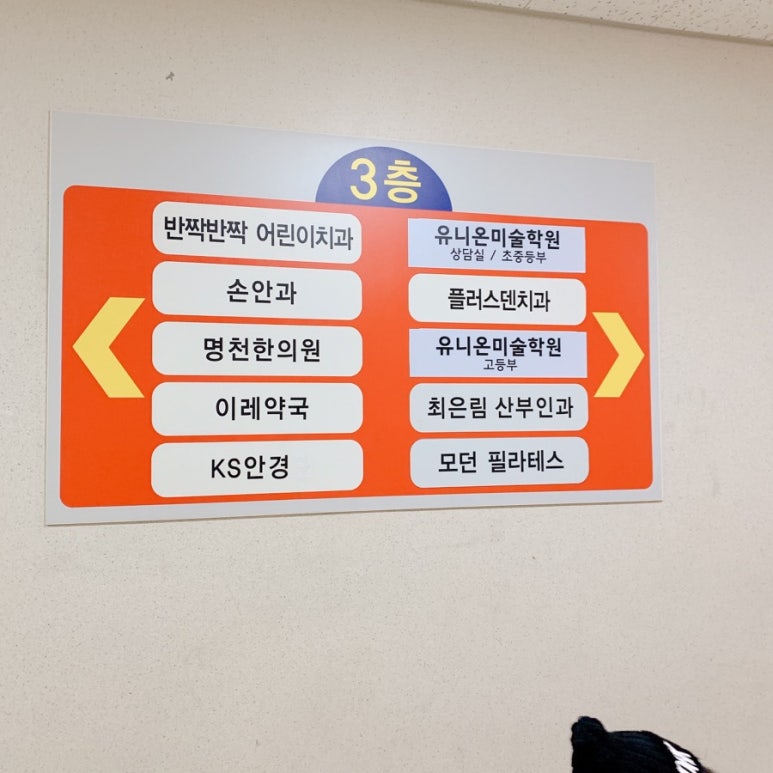 3층
반짝반짝 어린이치과
손안과
명천한의원
이레약국
KS안경
유니온미술학원
상담실 / 초중등부
플러스덴치과
유니온미술학원
고등부
최은림 산부인과
모던 필라테스